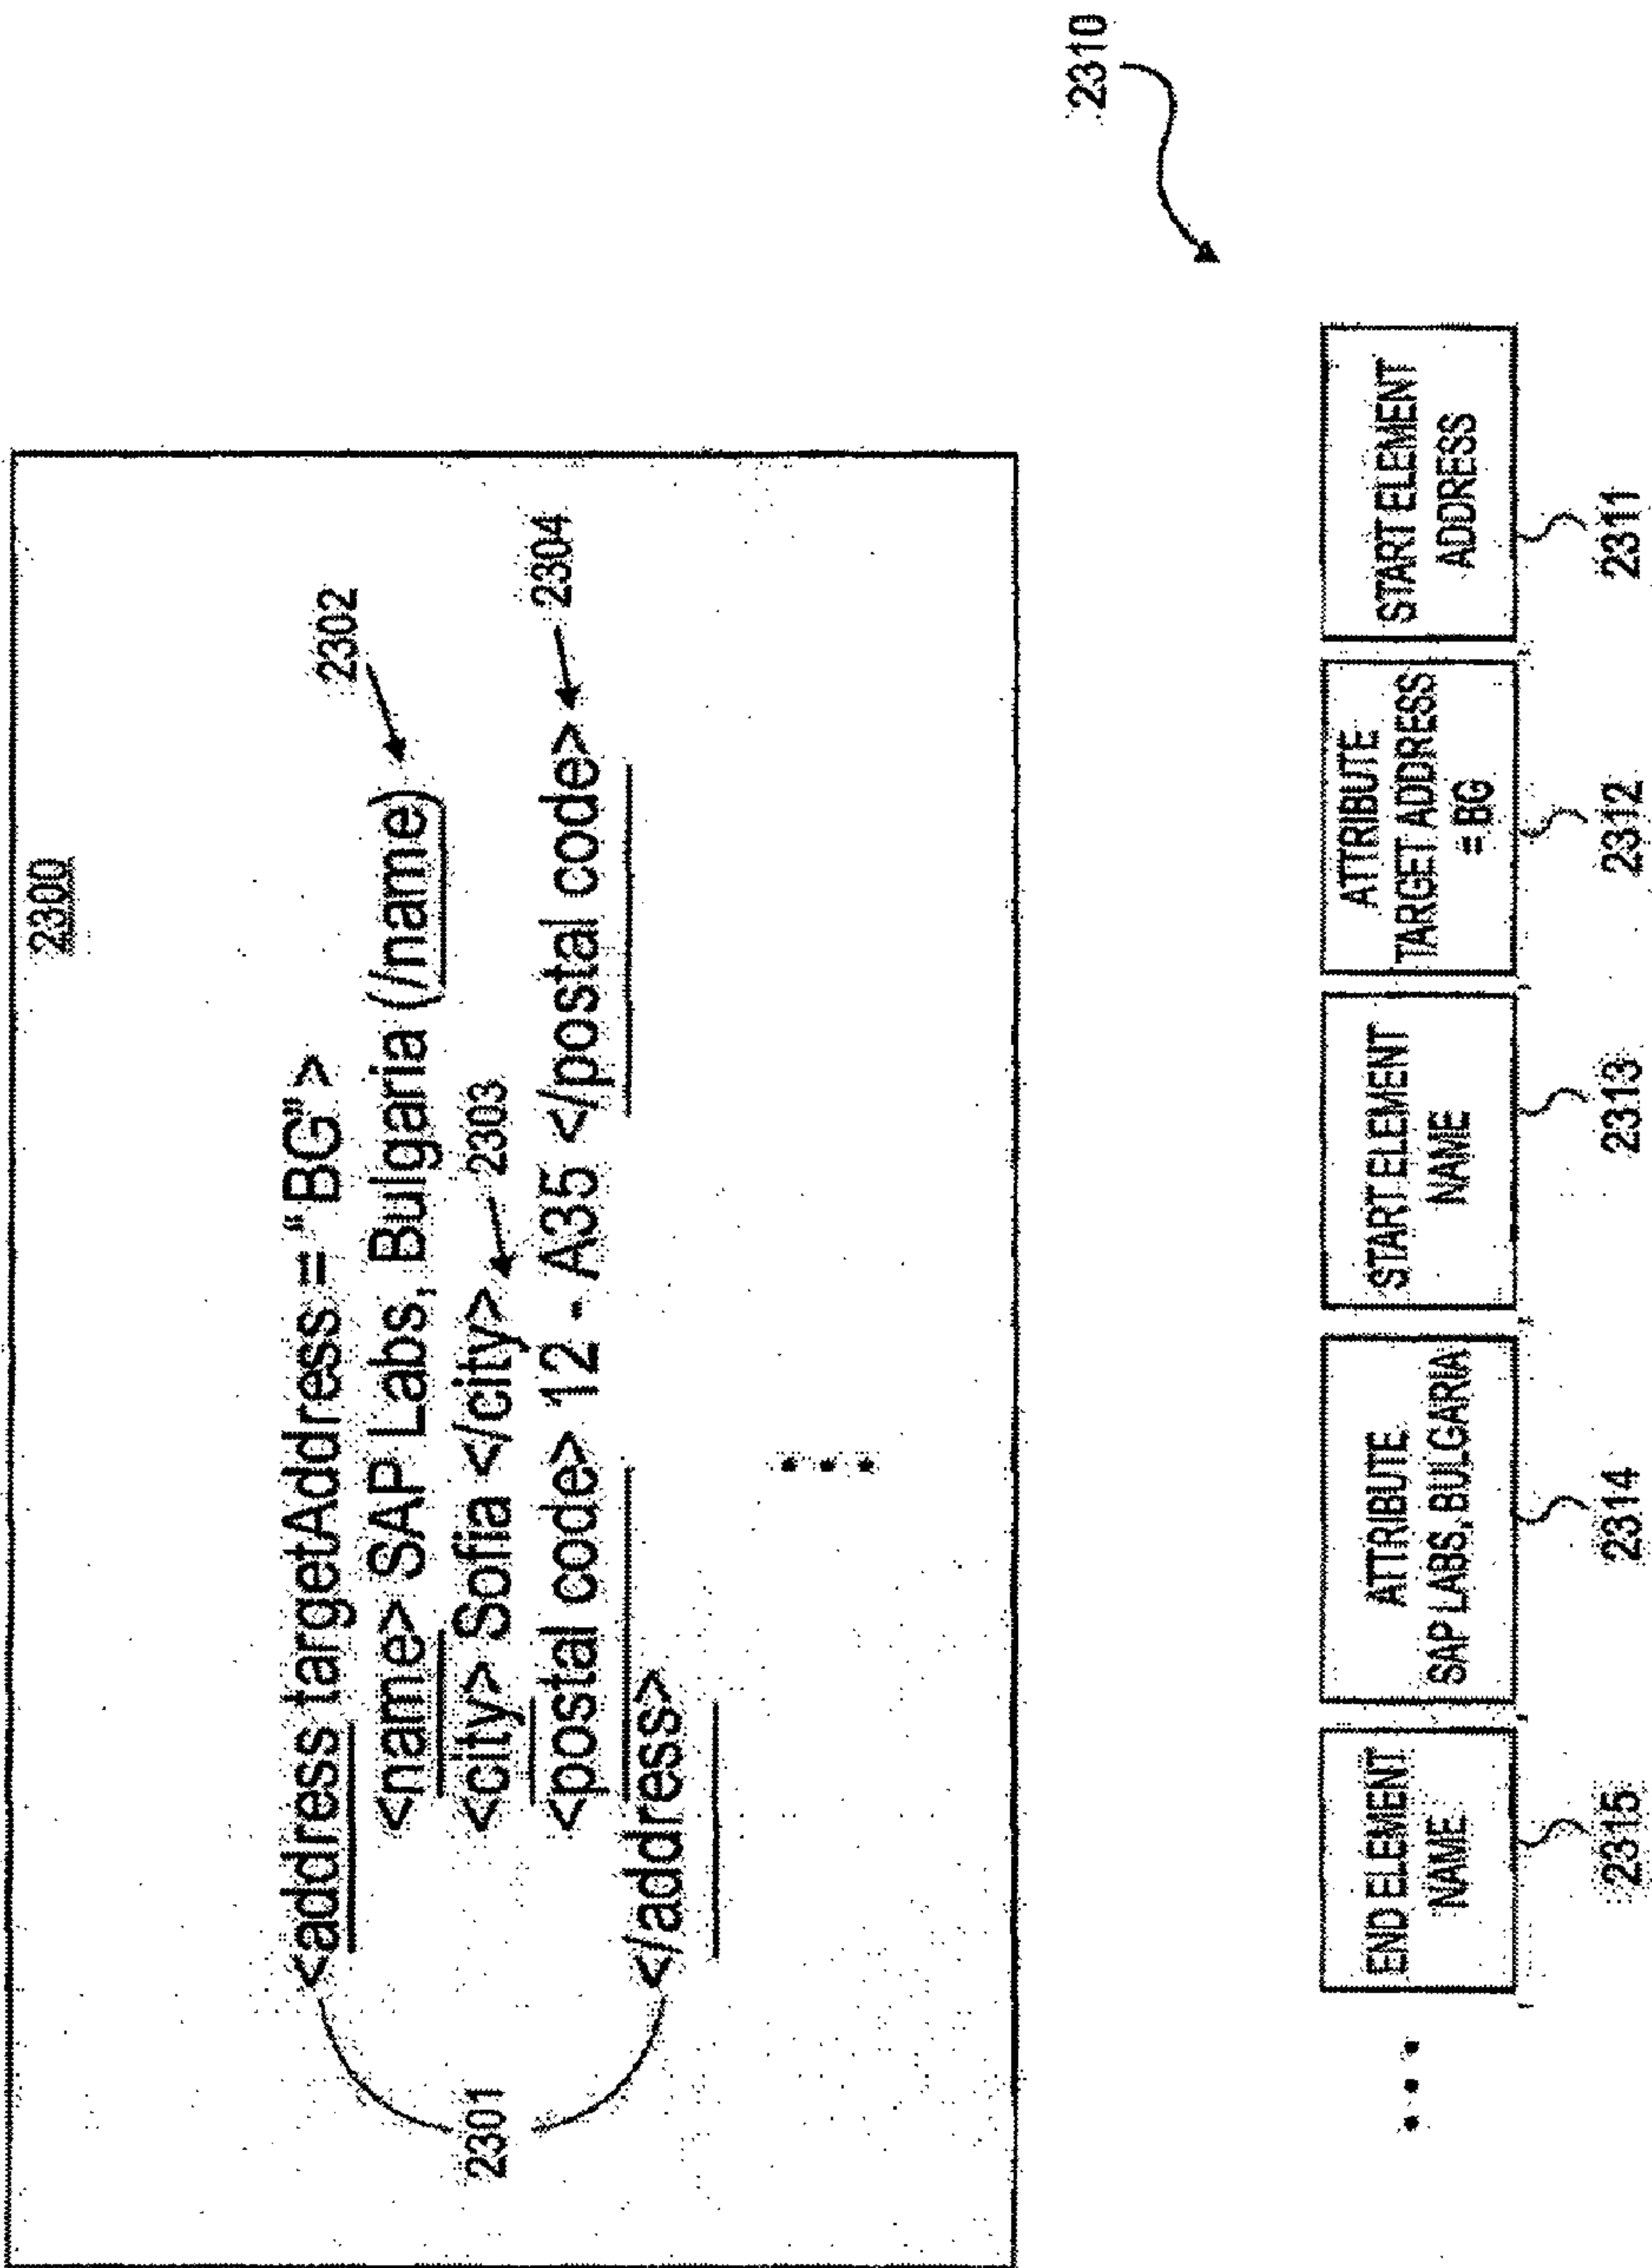 2300
<address targetAddress = "BG">
2302
<name> SAP Labs, Bulgaria (/name)
2301
<city> Sofia </city> 2303
<postal code> 12 - A35 </postal code> 2304
</address>
2310
END ELEMENT
NAME
2315
ATTRIBUTE
SAP LABS, BULGARIA
2314
START ELEMENT
NAME
2313
ATTRIBUTE
TARGET ADDRESS
= BG
2312
START ELEMENT
ADDRESS
2311